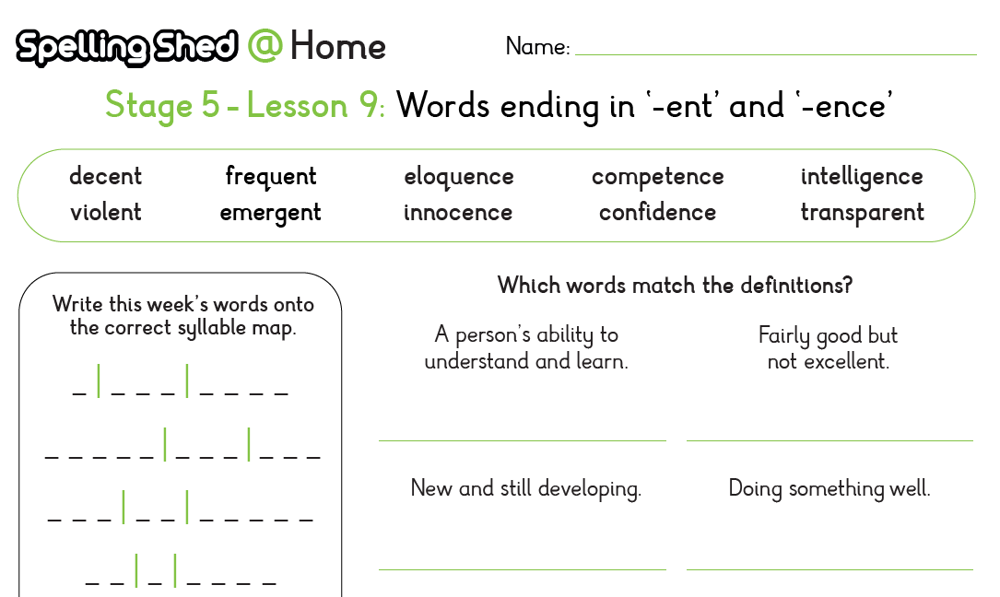 Spelling Shed @ Home
Name:
Stage 5 - Lesson 9: Words ending in ‘-ent’ and ‘-ence’
decent frequent eloquence competence intelligence
violent emergent innocence confidence transparent
Write this week’s words onto
the correct syllable map.
_|_ _ _|_ _ _ _
_ _ _ _ _|_ _ _|_ _ _
_ _ _|_ _|_ _ _ _ _
_ _|_|_ _ _ _
Which words match the definitions?
A person’s ability to
understand and learn.
Fairly good but
not excellent.
New and still developing.
Doing something well.